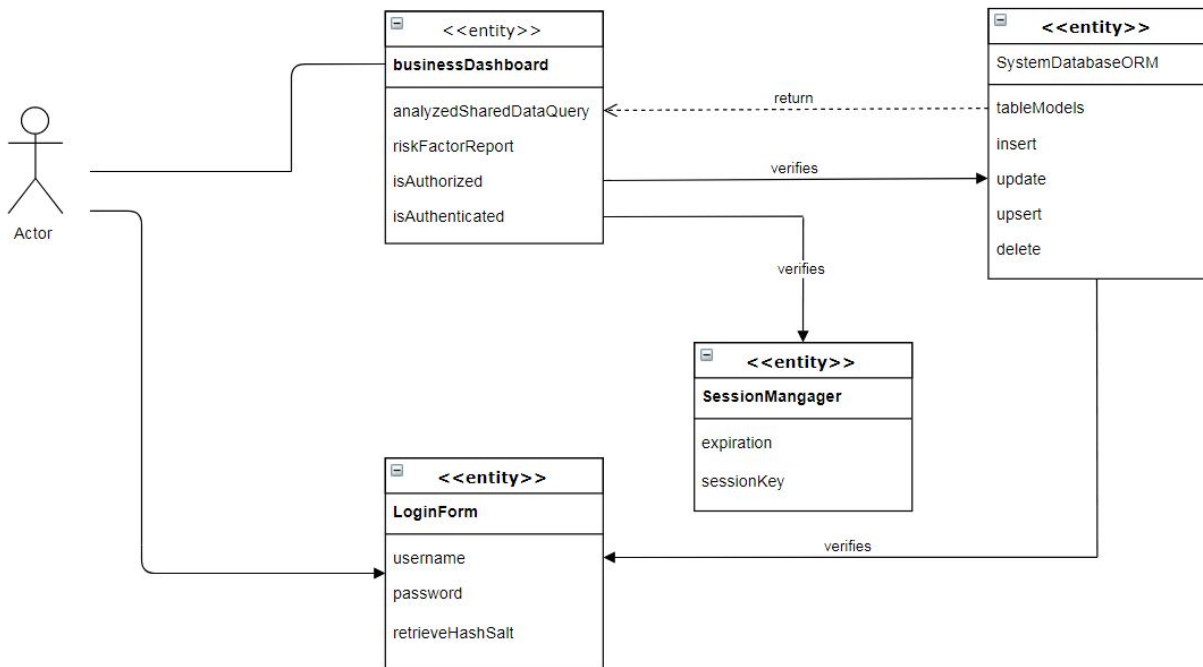 <<entity>>
businessDashboard
analyzedSharedDataQuery
riskFactorReport
isAuthorized
isAuthenticated
<<entity>>
SystemDatabaseORM
tableModels
insert
update
upsert
delete
return
verifies
verifies
Actor
<<entity>>
SessionMangager
expiration
sessionKey
<<entity>>
LoginForm
username
password
retrieveHashSalt
verifies